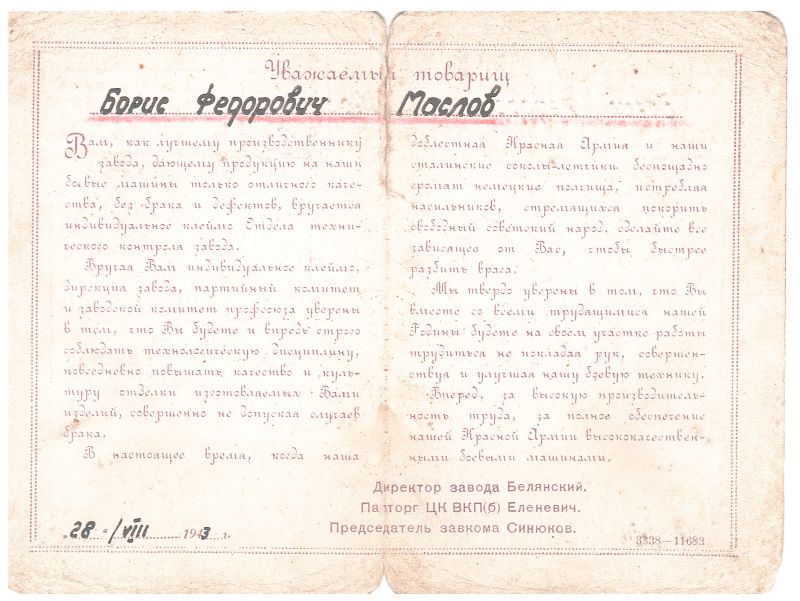 Уважаемый товарищ
Борис Федорович Маслов
Вам, как лучшему производственнику
завода, дающему продукцию на наши
боевые машины только отличного каче-
ства, без брака и дефектов, вручается
индивидуальное клеймо Отдела техни-
ческого контроля завода.
Вручая Вам индивидуальное клеймо,
дирекция завода, партийный комитет
и заводской комитет профсоюза уверены
в том, что Вы будете и впредь строго
соблюдать технологическую дисциплину,
повседневно повышать качество и куль-
туру отделки изготовляемых Вами
изделий, совершенно не допуская случаев
брака.
В настоящее время, когда наша
доблестная Красная Армия и наши
сталинские соколы-летчики беспощадно
громят немецкие полчища, истребляя
насильников, стремящихся покорить
свободный советский народ, сделайте все
зависящее от Вас, чтобы быстрее
разбить врага.
Мы твердо уверены в том, что Вы
вместе со всеми трудящимися нашей
Родины будете на своем участке работы
трудиться не покладая рук, совершен-
ствуя и улучшая нашу боевую технику.
Вперед, за высокую производитель-
ность труда, за полное обеспечение
нашей Красной Армии высококачествен-
ными боевыми машинами.
Директор завода Белянский.
Парторг ЦК ВКП(б) Еленевич.
Председатель завкома Синюков.
„28“/VIII 1943 г.
3338—11683